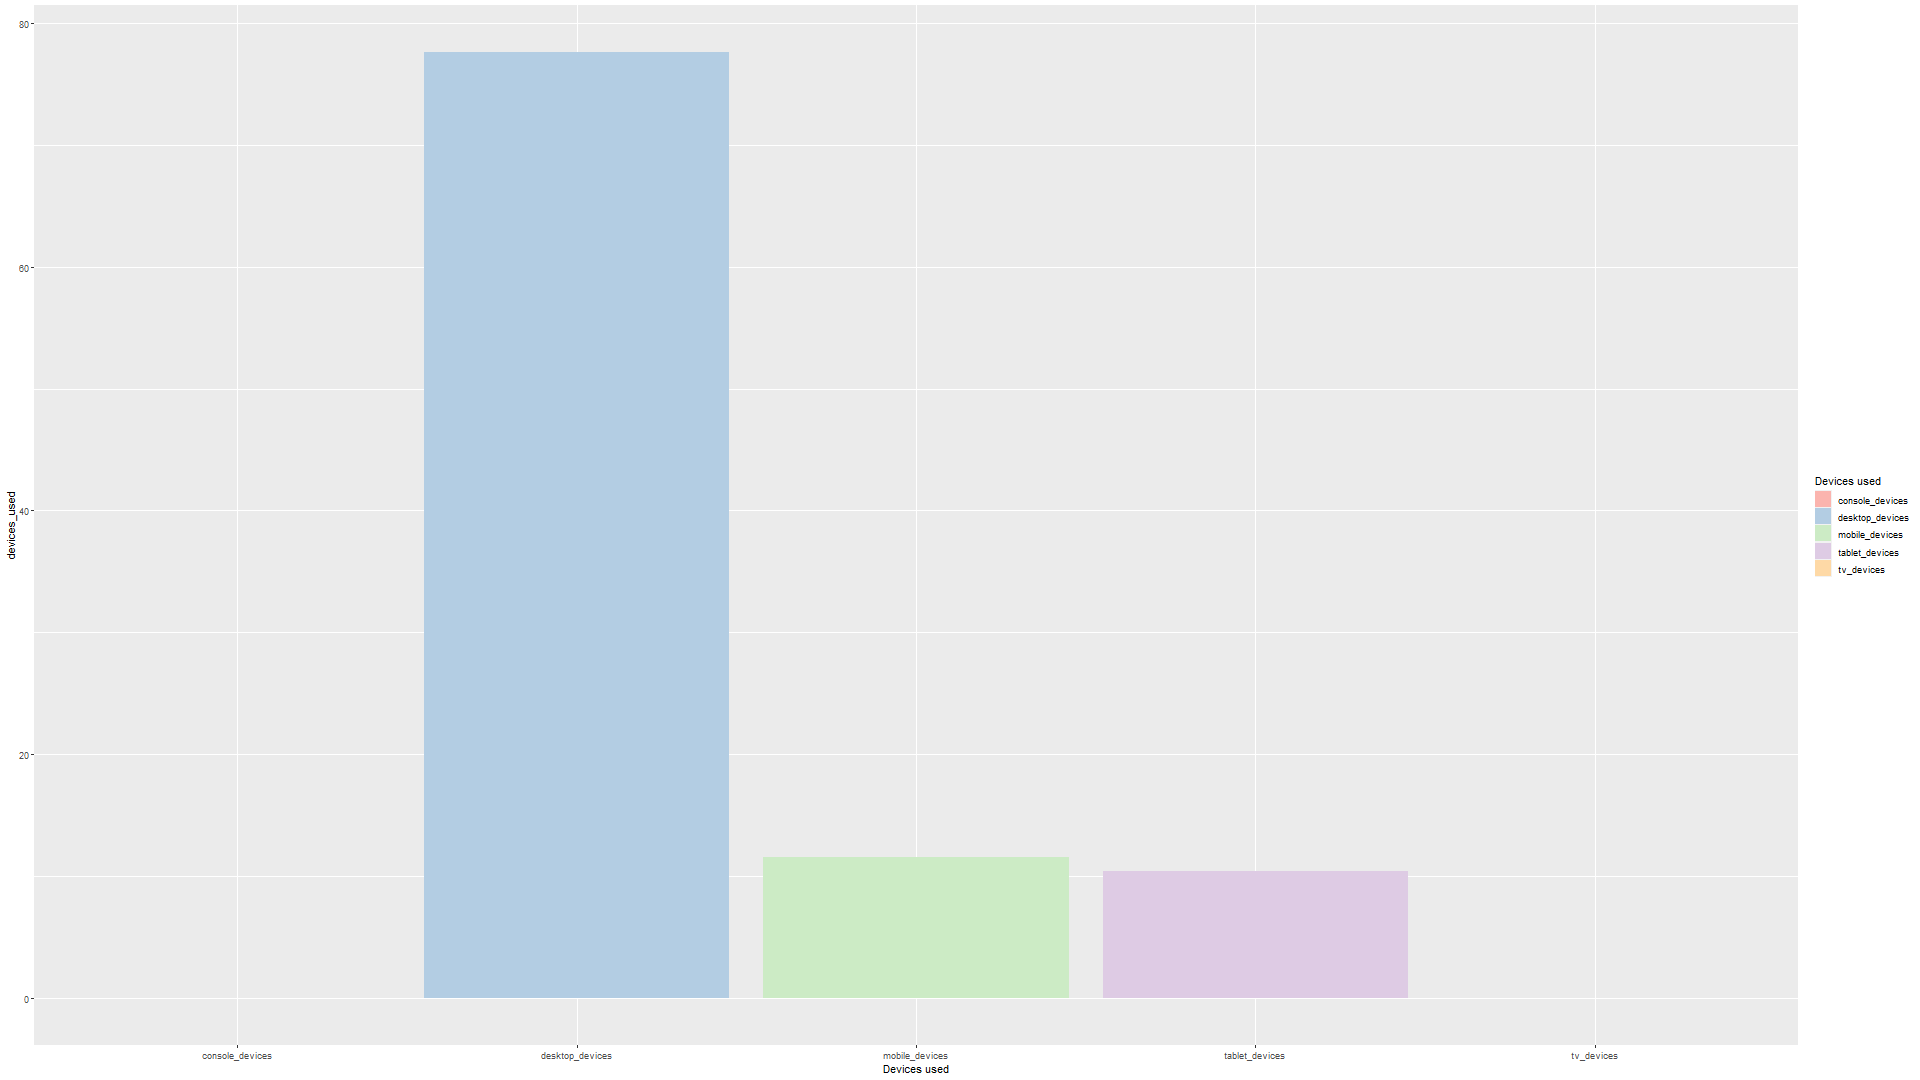 80
60
40
20
0
devices_used
console_devices
desktop_devices
mobile_devices
tablet_devices
tv_devices
Devices used
Devices used
console_devices
desktop_devices
mobile_devices
tablet_devices
tv_devices